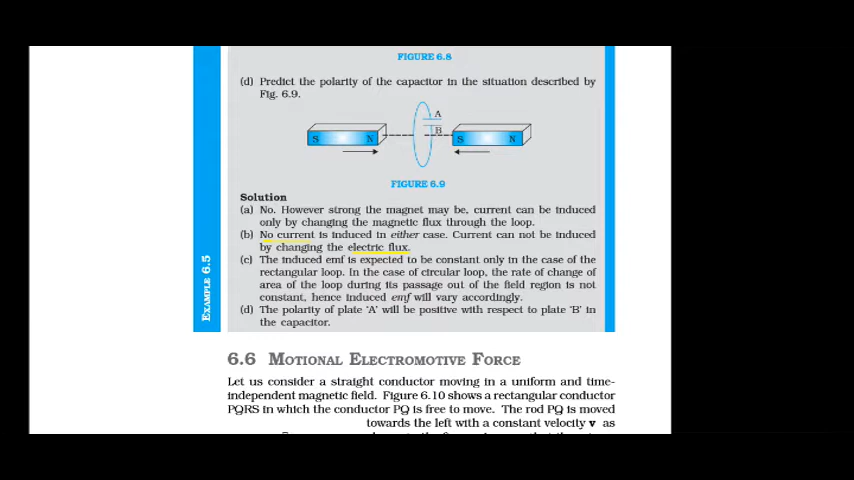 FIGURE 6.8
(d) Predict the polarity of the capacitor in the situation described by
Fig. 6.9.
A
B
S N
S N
FIGURE 6.9
Solution
(a) No. However strong the magnet may be, current can be induced
only by changing the magnetic flux through the loop.
(b) No current is induced in either case. Current can not be induced
by changing the electric flux.
(c) The induced emf is expected to be constant only in the case of the
rectangular loop. In the case of circular loop, the rate of change of
area of the loop during its passage out of the field region is not
constant, hence induced emf will vary accordingly.
(d) The polarity of plate 'A' will be positive with respect to plate 'B' in
the capacitor.
EXAMPLE 6.5
6.6 MOTIONAL ELECTROMOTIVE FORCE
Let us consider a straight conductor moving in a uniform and time-
independent magnetic field. Figure 6.10 shows a rectangular conductor
PQRS in which the conductor PQ is free to move. The rod PQ is moved
towards the left with a constant velocity v as